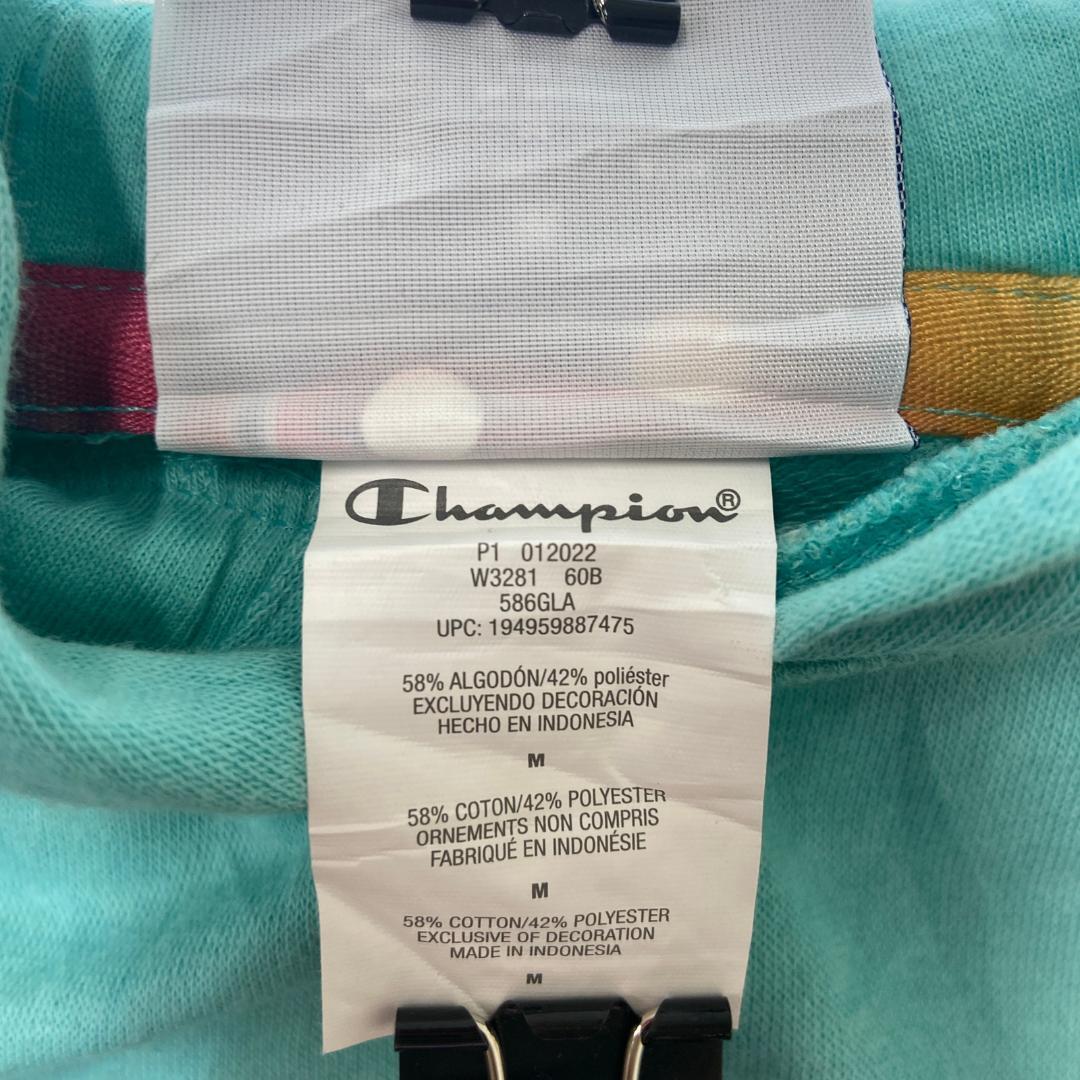 Champion®
P1 012022
W3281 60B
586GLA
UPC: 194959887475
58% ALGODÓN/42% poliéster
EXCLUYENDO DECORACIÓN
HECHO EN INDONESIA
M
58% COTON/42% POLYESTER
ORNEMENTS NON COMPRIS
FABRIQUÉ EN INDONÉSIE
M
58% COTTON/42% POLYESTER
EXCLUSIVE OF DECORATION
MADE IN INDONESIA
M